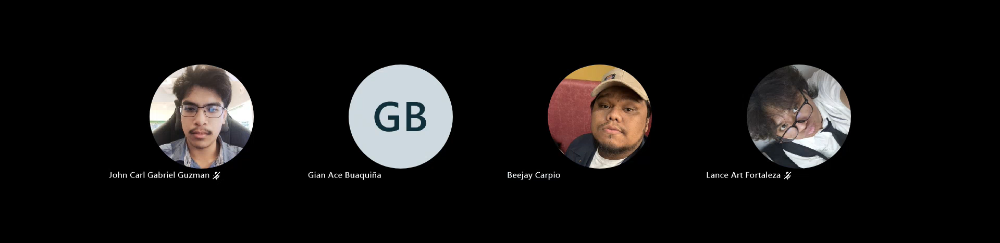 GB
John Carl Gabriel Guzman
Gian Ace Buaquiña
Beejay Carpio
Lance Art Fortaleza